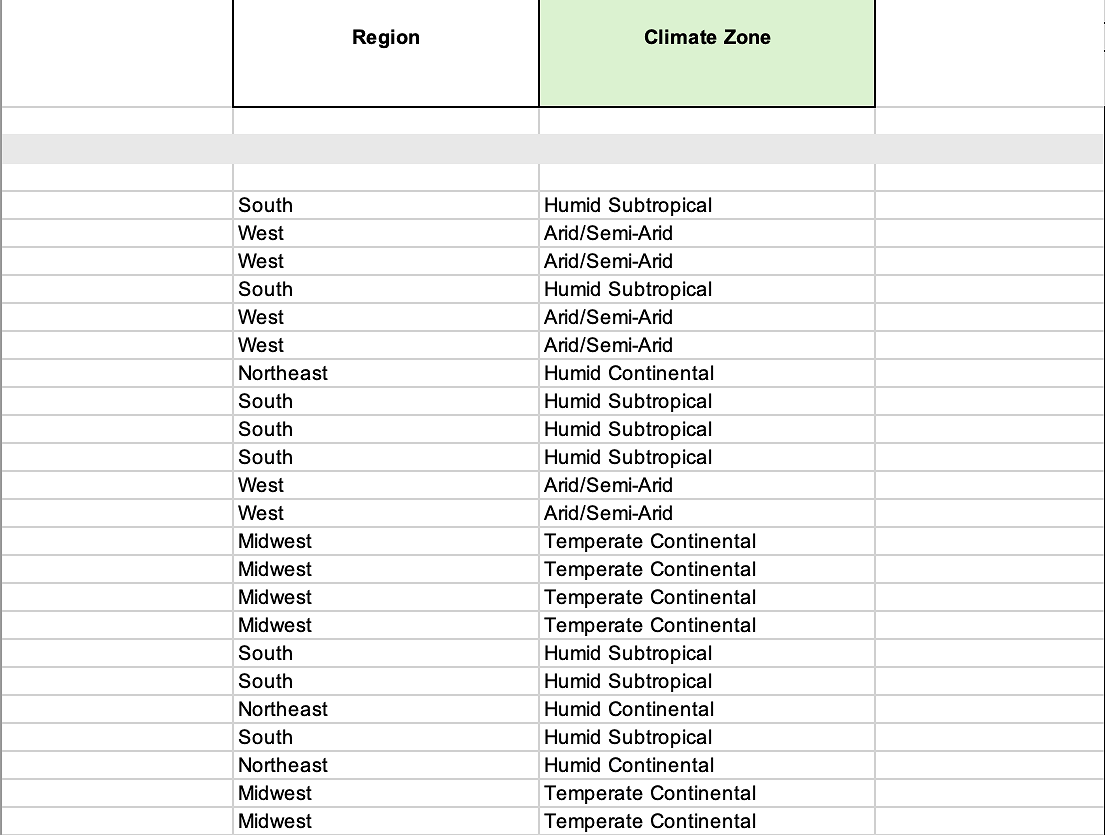 Region Climate Zone
South Humid Subtropical
West Arid/Semi-Arid
West Arid/Semi-Arid
South Humid Subtropical
West Arid/Semi-Arid
West Arid/Semi-Arid
Northeast Humid Continental
South Humid Subtropical
South Humid Subtropical
South Humid Subtropical
West Arid/Semi-Arid
West Arid/Semi-Arid
Midwest Temperate Continental
Midwest Temperate Continental
Midwest Temperate Continental
Midwest Temperate Continental
South Humid Subtropical
South Humid Subtropical
Northeast Humid Continental
South Humid Subtropical
Northeast Humid Continental
Midwest Temperate Continental
Midwest Temperate Continental